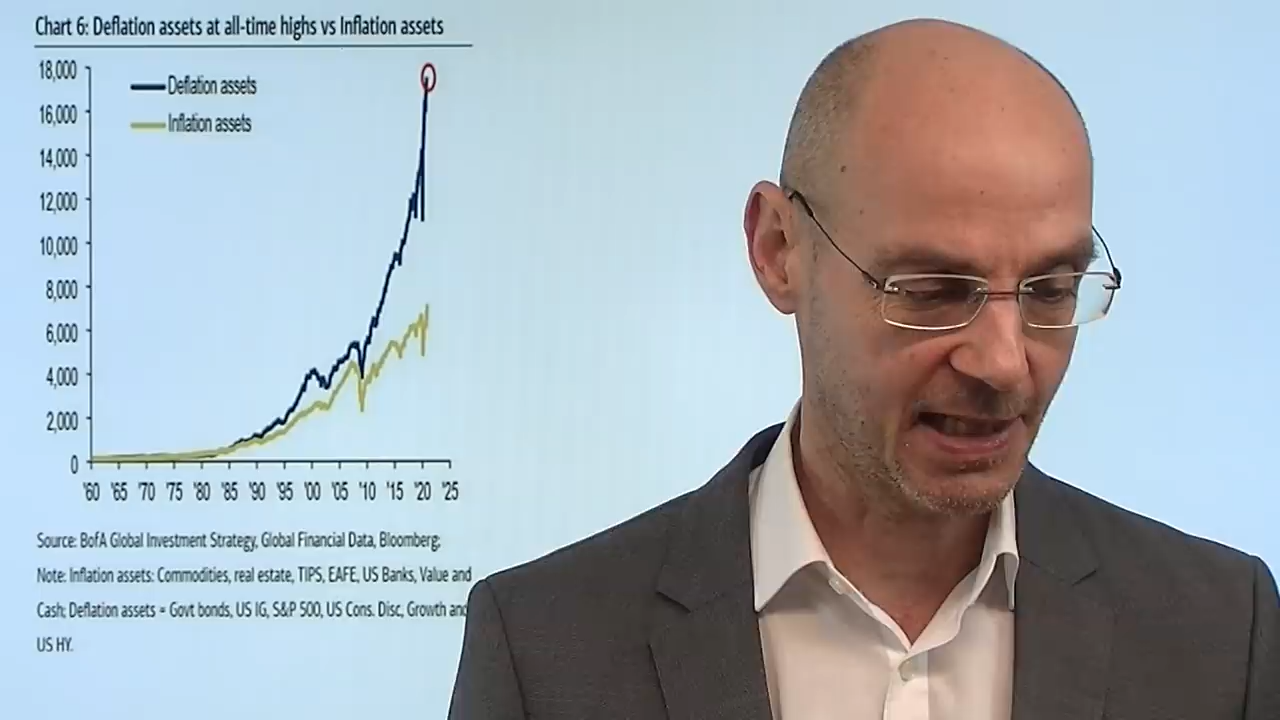 Chart 6: Deflation assets at all-time highs vs Inflation assets
18,000
16,000
14,000
12,000
10,000
8,000
6,000
4,000
2,000
0
Deflation assets
Inflation assets
'60 '65 '70 '75 '80 '85 '90 '95 '00 '05 '10 '15 '20 '25
Source: BofA Global Investment Strategy, Global Financial Data, Bloomberg;
Note: Inflation assets: Commodities, real estate, TIPS, EAFE, US Banks, Value and
Cash; Deflation assets = Govt bonds, US IG, S&P 500, US Cons. Disc, Growth and
US HY.